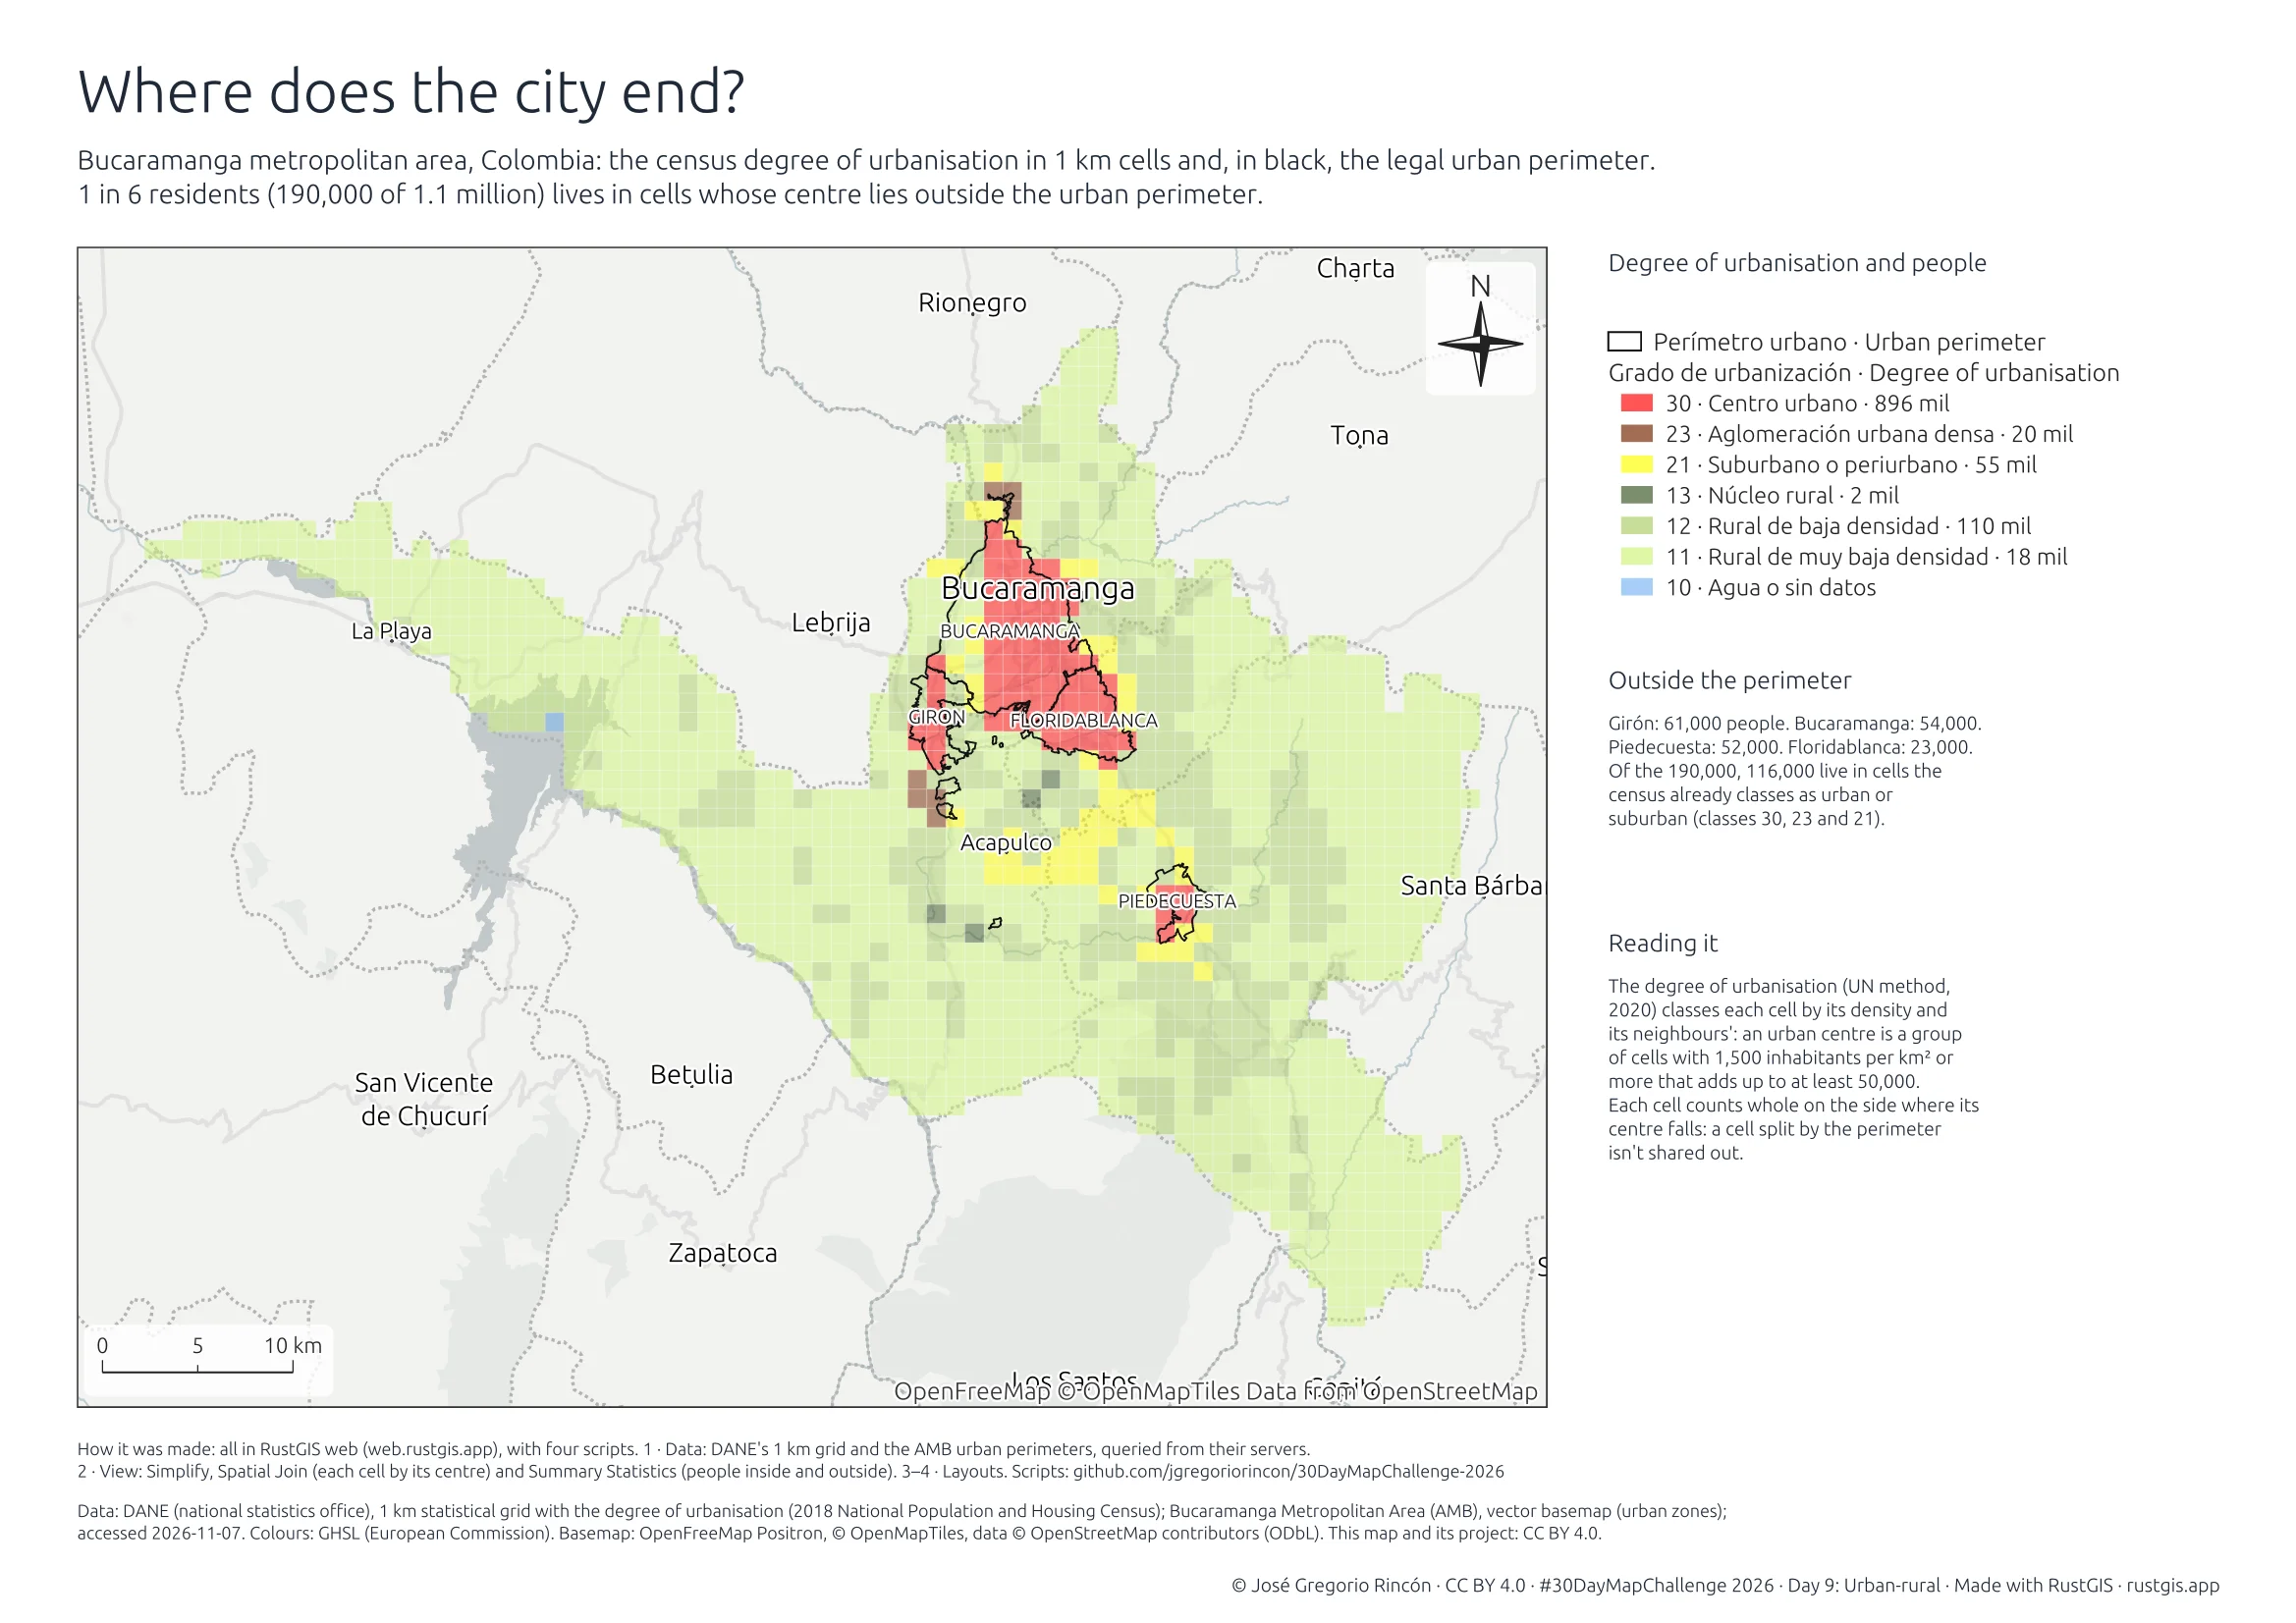 Where does the city end?
Bucaramanga metropolitan area, Colombia: the census degree of urbanisation in 1 km cells and, in black, the legal urban perimeter.
1 in 6 residents (190,000 of 1.1 million) lives in cells whose centre lies outside the urban perimeter.
Charta
Rionegro
N
Tona
Bucaramanga
Lebrija
La Playa
BUCARAMANGA
GIRON
FLORIDABLANCA
Acapulco
Santa Bárba
PIEDECUESTA
San Vicente
de Chucurí
Betulia
Zapatoca
S
0 5 10 km
Los Santos
OpenFreeMap © OpenMapTiles Data from OpenStreetMap
Degree of urbanisation and people
Perímetro urbano · Urban perimeter
Grado de urbanización · Degree of urbanisation
30 · Centro urbano · 896 mil
23 · Aglomeración urbana densa · 20 mil
21 · Suburbano o periurbano · 55 mil
13 · Núcleo rural · 2 mil
12 · Rural de baja densidad · 110 mil
11 · Rural de muy baja densidad · 18 mil
10 · Agua o sin datos
Outside the perimeter
Girón: 61,000 people. Bucaramanga: 54,000.
Piedecuesta: 52,000. Floridablanca: 23,000.
Of the 190,000, 116,000 live in cells the
census already classes as urban or
suburban (classes 30, 23 and 21).
Reading it
The degree of urbanisation (UN method,
2020) classes each cell by its density and
its neighbours': an urban centre is a group
of cells with 1,500 inhabitants per km² or
more that adds up to at least 50,000.
Each cell counts whole on the side where its
centre falls: a cell split by the perimeter
isn't shared out.
How it was made: all in RustGIS web (web.rustgis.app), with four scripts. 1 · Data: DANE's 1 km grid and the AMB urban perimeters, queried from their servers.
2 · View: Simplify, Spatial Join (each cell by its centre) and Summary Statistics (people inside and outside). 3–4 · Layouts. Scripts: github.com/jgregoriorincon/30DayMapChallenge-2026
Data: DANE (national statistics office), 1 km statistical grid with the degree of urbanisation (2018 National Population and Housing Census); Bucaramanga Metropolitan Area (AMB), vector basemap (urban zones);
accessed 2026-11-07. Colours: GHSL (European Commission). Basemap: OpenFreeMap Positron, © OpenMapTiles, data © OpenStreetMap contributors (ODbL). This map and its project: CC BY 4.0.
© José Gregorio Rincón · CC BY 4.0 · #30DayMapChallenge 2026 · Day 9: Urban-rural · Made with RustGIS · rustgis.app